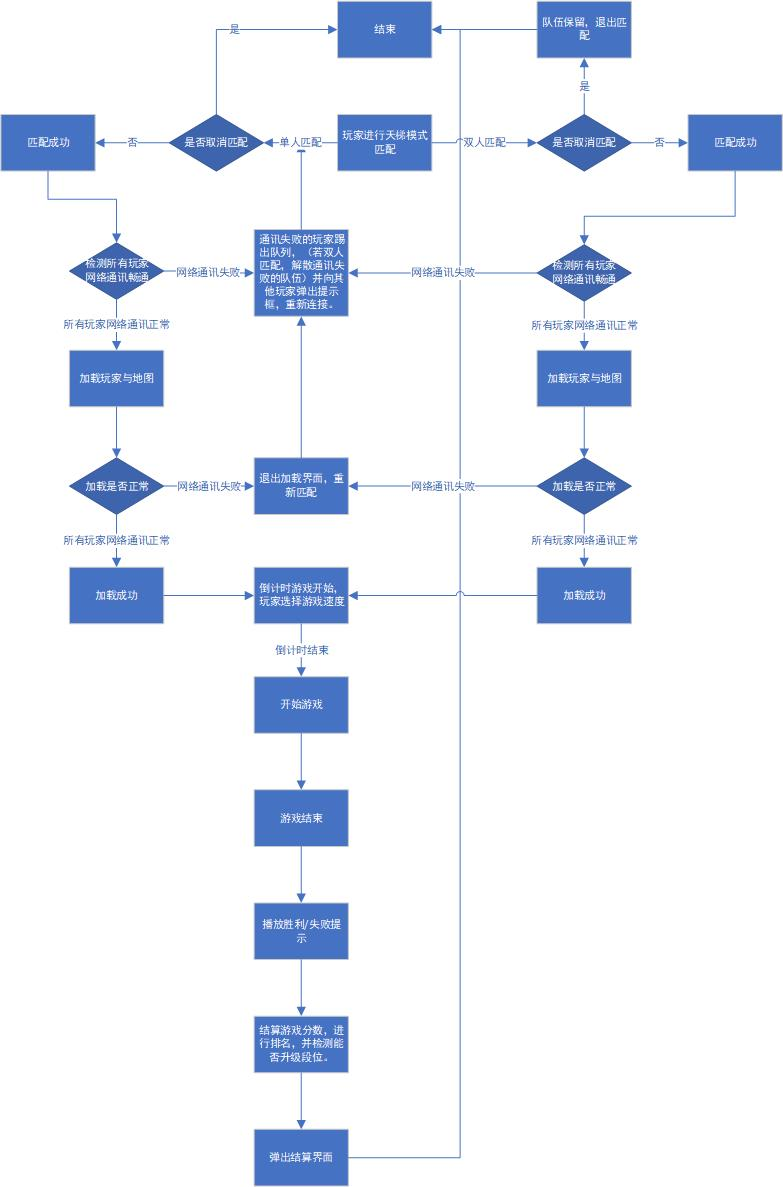 是
结束
队伍保留，退出匹
配
是
匹配成功
否
是否取消匹配
单人匹配
玩家进行天梯模式
匹配
双人匹配
是否取消匹配
否
匹配成功
检测所有玩家
网络通讯畅通
网络通讯失败
通讯失败的玩家踢
出队列，（若双人
匹配，解散通讯失
败的队伍）并向其
他玩家弹出提示
框，重新连接。
网络通讯失败
检测所有玩家
网络通讯畅通
所有玩家网络通讯正常
所有玩家网络通讯正常
加载玩家与地图
加载玩家与地图
加载是否正常
网络通讯失败
退出加载界面，重
新匹配
网络通讯失败
加载是否正常
所有玩家网络通讯正常
所有玩家网络通讯正常
加载成功
倒计时游戏开始，
玩家选择游戏速度
加载成功
倒计时结束
开始游戏
游戏结束
播放胜利/失败提
示
结算游戏分数，进
行排名，并检测能
否升级段位。
弹出结算界面